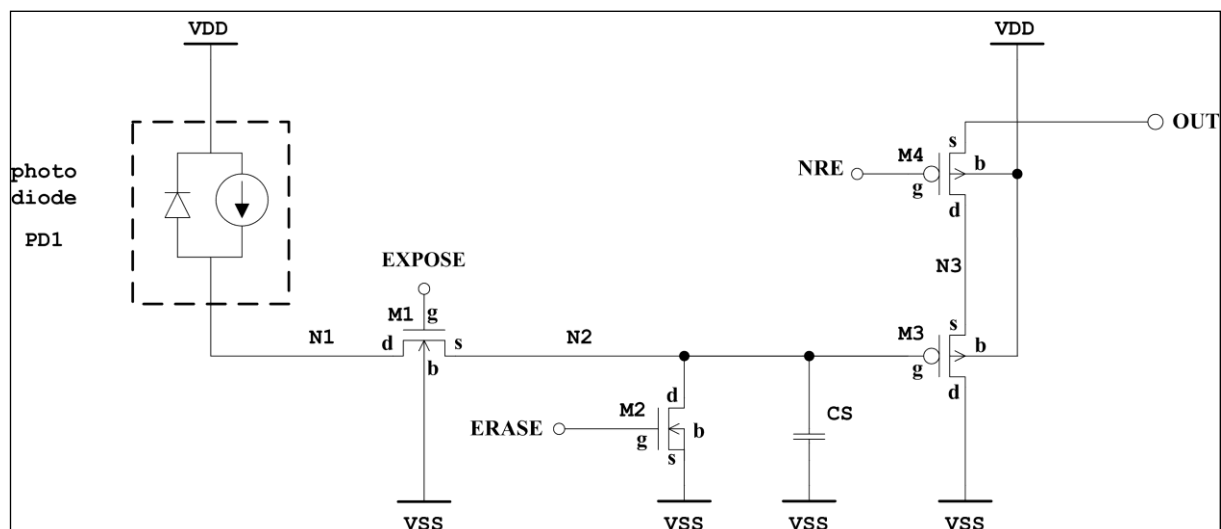 VDD
VDD
OUT
s
M4
b
NRE
g
d
photo
diode
PD1
N3
EXPOSE
M1
g
N1
d
s
N2
b
s
M3
b
g
d
d
M2
ERASE
b
g
s
CS
VSS
VSS
VSS
VSS